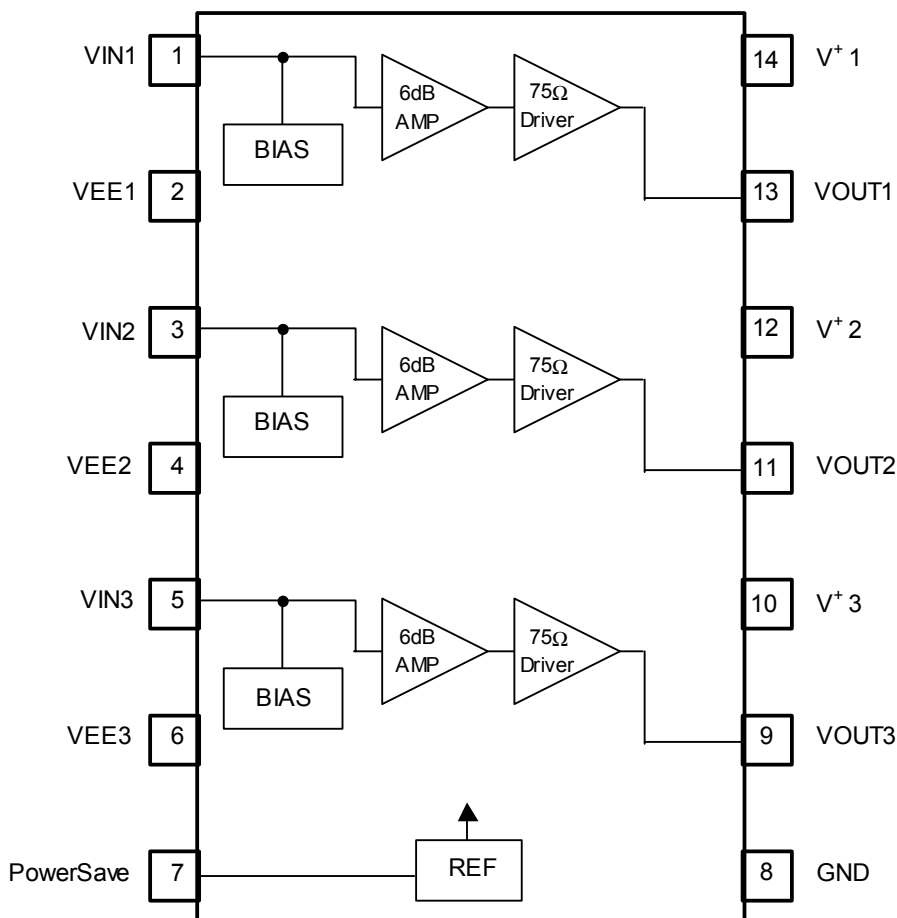 VIN1 1 6dB AMP 75Ω Driver 14 V⁺ 1
BIAS
VEE1 2 13 VOUT1
VIN2 3 6dB AMP 75Ω Driver 12 V⁺ 2
BIAS
VEE2 4 11 VOUT2
VIN3 5 6dB AMP 75Ω Driver 10 V⁺ 3
BIAS
VEE3 6 9 VOUT3
PowerSave 7 REF 8 GND